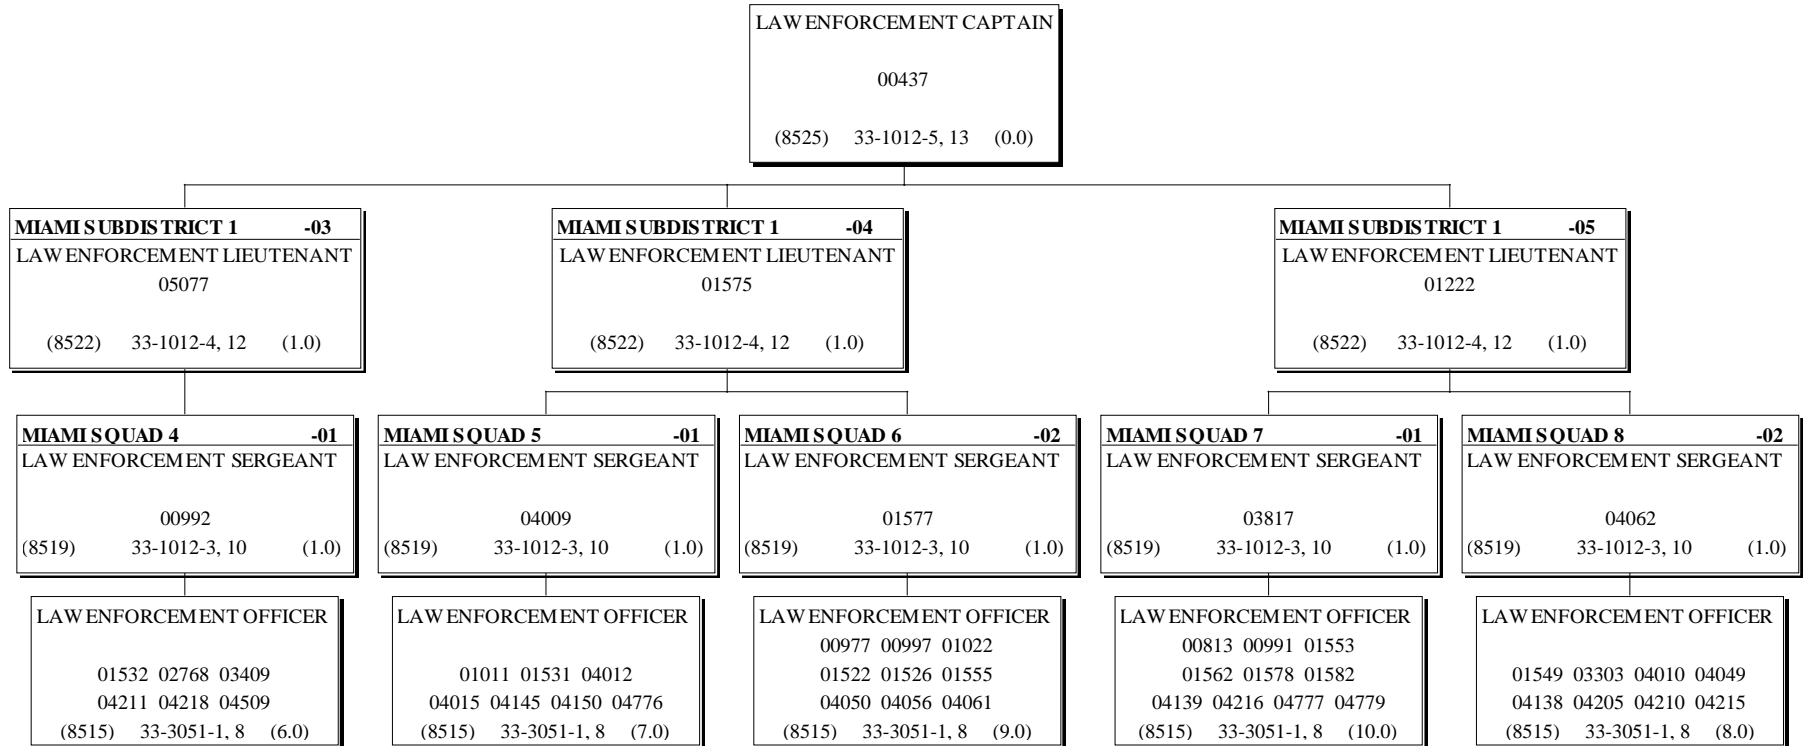 LAW ENFORCEMENT CAPTAIN
00437
(8525) 33-1012-5, 13 (0.0)
MIAMI SUBDISTRICT 1 -03
LAW ENFORCEMENT LIEUTENANT
05077
(8522) 33-1012-4, 12 (1.0)
MIAMI SUBDISTRICT 1 -04
LAW ENFORCEMENT LIEUTENANT
01575
(8522) 33-1012-4, 12 (1.0)
MIAMI SUBDISTRICT 1 -05
LAW ENFORCEMENT LIEUTENANT
01222
(8522) 33-1012-4, 12 (1.0)
MIAMI SQUAD 4 -01
LAW ENFORCEMENT SERGEANT
00992
(8519) 33-1012-3, 10 (1.0)
MIAMI SQUAD 5 -01
LAW ENFORCEMENT SERGEANT
04009
(8519) 33-1012-3, 10 (1.0)
MIAMI SQUAD 6 -02
LAW ENFORCEMENT SERGEANT
01577
(8519) 33-1012-3, 10 (1.0)
MIAMI SQUAD 7 -01
LAW ENFORCEMENT SERGEANT
03817
(8519) 33-1012-3, 10 (1.0)
MIAMI SQUAD 8 -02
LAW ENFORCEMENT SERGEANT
04062
(8519) 33-1012-3, 10 (1.0)
LAW ENFORCEMENT OFFICER
01532 02768 03409
04211 04218 04509
(8515) 33-3051-1, 8 (6.0)
LAW ENFORCEMENT OFFICER
01011 01531 04012
04015 04145 04150 04776
(8515) 33-3051-1, 8 (7.0)
LAW ENFORCEMENT OFFICER
00977 00997 01022
01522 01526 01555
04050 04056 04061
(8515) 33-3051-1, 8 (9.0)
LAW ENFORCEMENT OFFICER
00813 00991 01553
01562 01578 01582
04139 04216 04777 04779
(8515) 33-3051-1, 8 (10.0)
LAW ENFORCEMENT OFFICER
01549 03303 04010 04049
04138 04205 04210 04215
(8515) 33-3051-1, 8 (8.0)